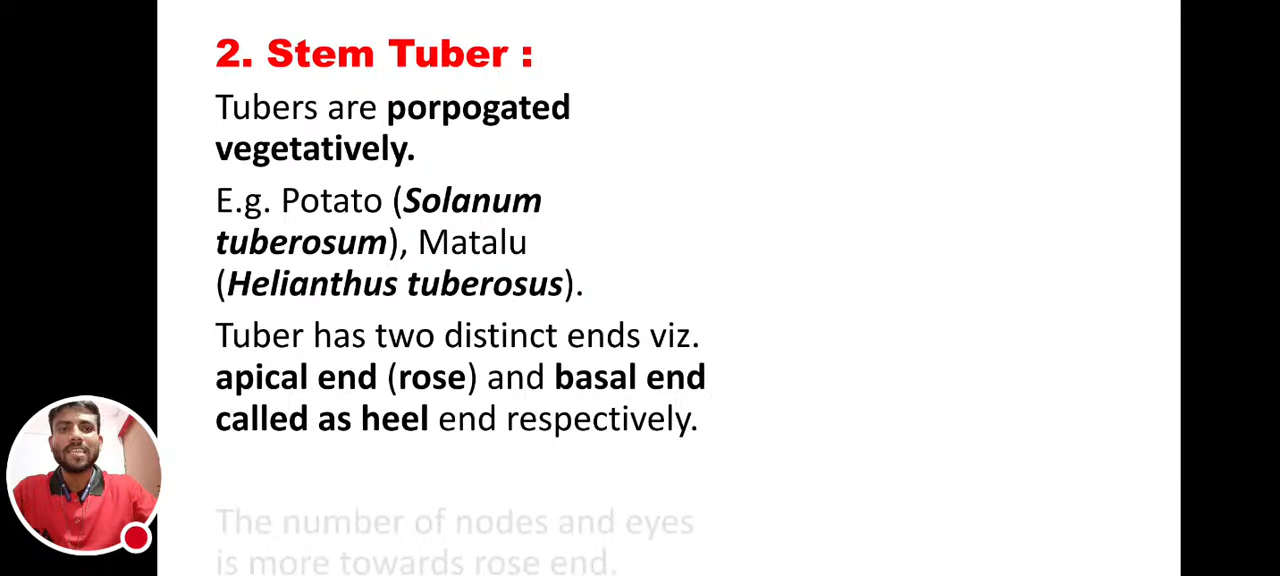 2. Stem Tuber :
Tubers are porpogated
vegetatively.
E.g. Potato (Solanum
tuberosum), Matalu
(Helianthus tuberosus).
Tuber has two distinct ends viz.
apical end (rose) and basal end
called as heel end respectively.
The number of nodes and eyes
is more towards rose end.